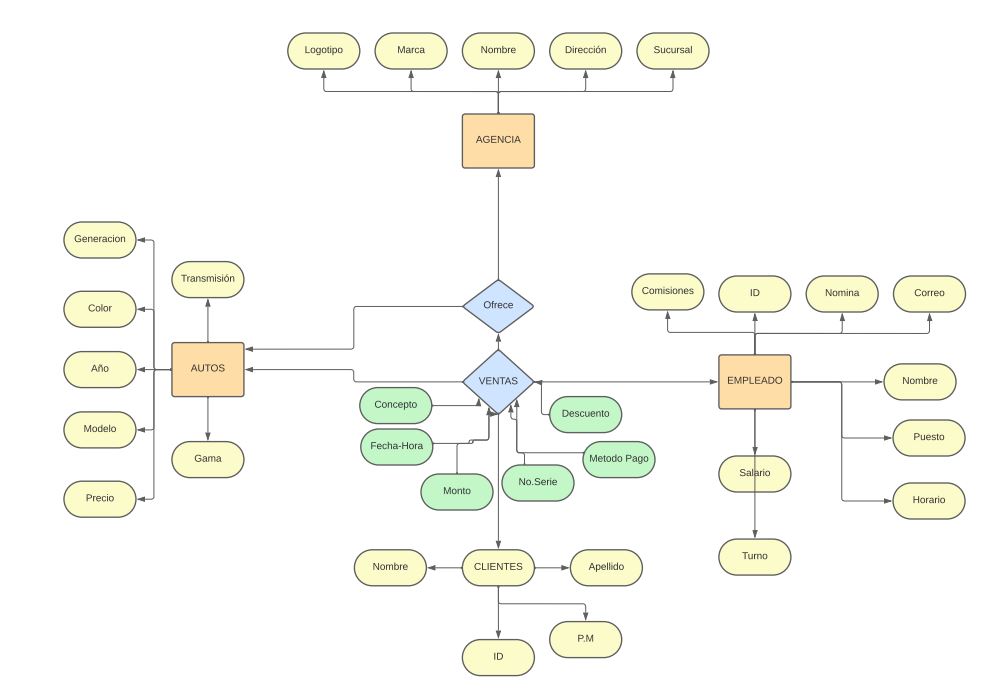 Logotipo
Marca
Nombre
Dirección
Sucursal
AGENCIA
Generacion
Transmisión
Color
Año
AUTOS
Modelo
Gama
Precio
Ofrece
VENTAS
Concepto
Descuento
Fecha-Hora
Metodo Pago
Monto
No.Serie
Comisiones
ID
Nomina
Correo
EMPLEADO
Nombre
Puesto
Salario
Horario
Turno
Nombre
CLIENTES
Apellido
P.M
ID